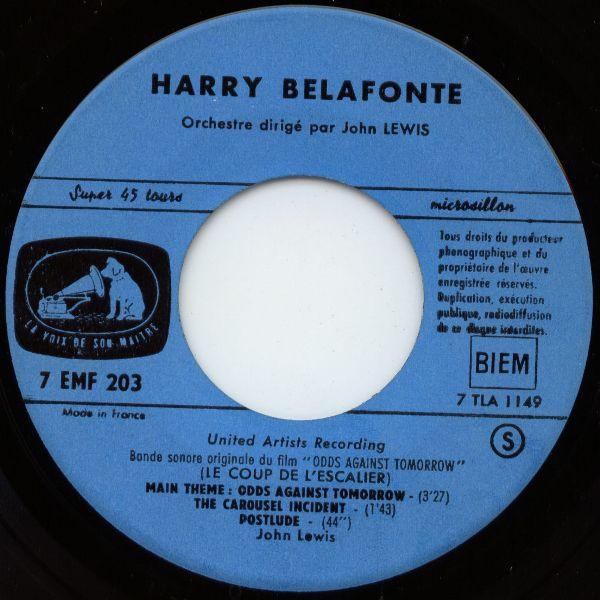 HARRY BELAFONTE
Orchestre dirigé par John LEWIS
Super 45 tours
microsillon
Tous droits du producteur
phonographique et du
propriétaire de l'œuvre
enregistrée réservés.
Duplication, exécution
publique, radiodiffusion
de ce disque interdites.
LA VOIX DE SON MAITRE
7 EMF 203
BIEM
7 TLA 1149
Made in France
S
United Artists Recording
Bande sonore originale du film "ODDS AGAINST TOMORROW"
(LE COUP DE L'ESCALIER)
MAIN THEME : ODDS AGAINST TOMORROW - (3'27)
THE CAROUSEL INCIDENT - (1'43)
POSTLUDE - (44")
John Lewis